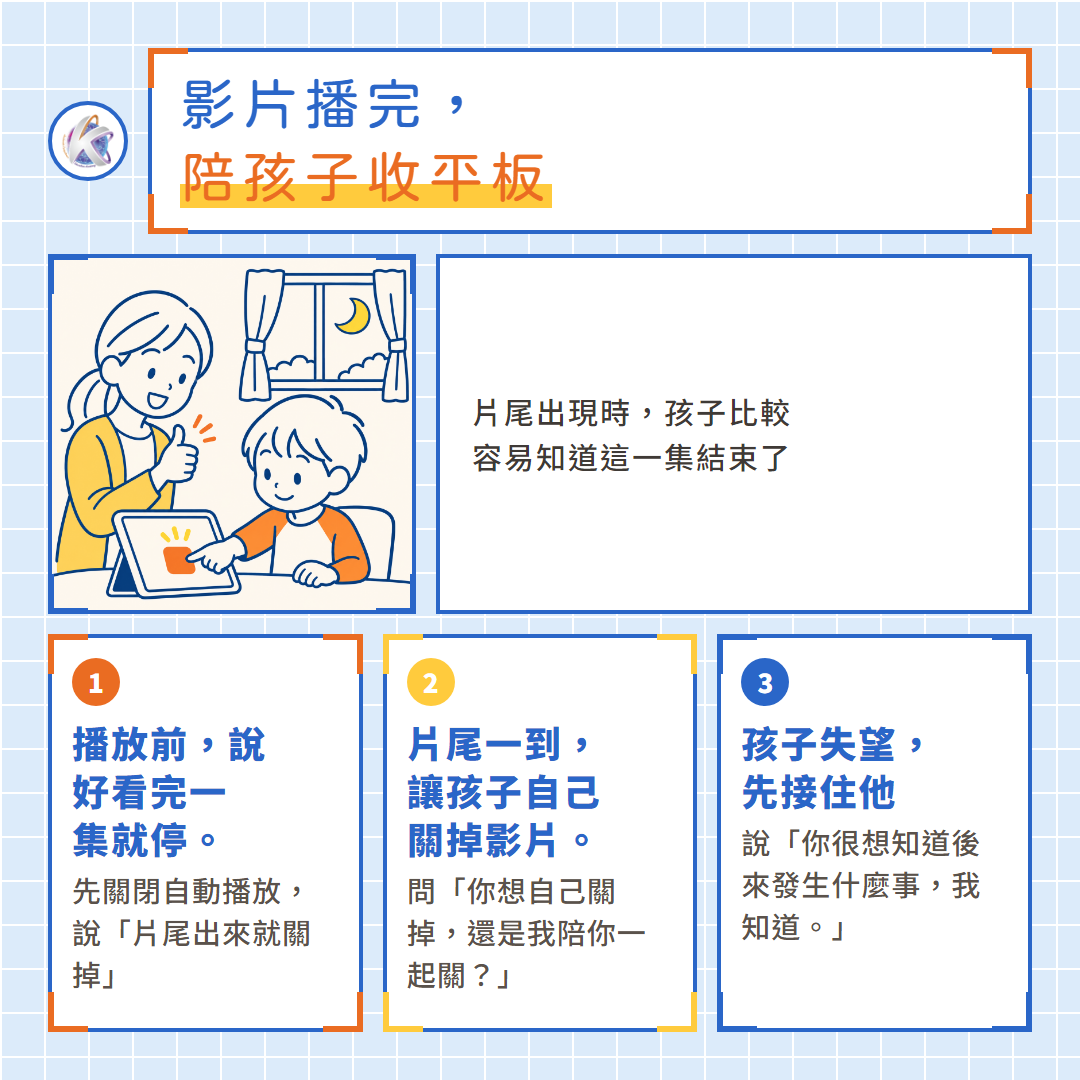 影片播完，
陪孩子收平板
片尾出現時，孩子比較
容易知道這一集結束了
1
播放前，說
好看完一
集就停。
先關閉自動播放，
說「片尾出來就關
掉」
2
片尾一到，
讓孩子自己
關掉影片。
問「你想自己關
掉，還是我陪你一
起關？」
3
孩子失望，
先接住他
說「你很想知道後
來發生什麼事，我
知道。」